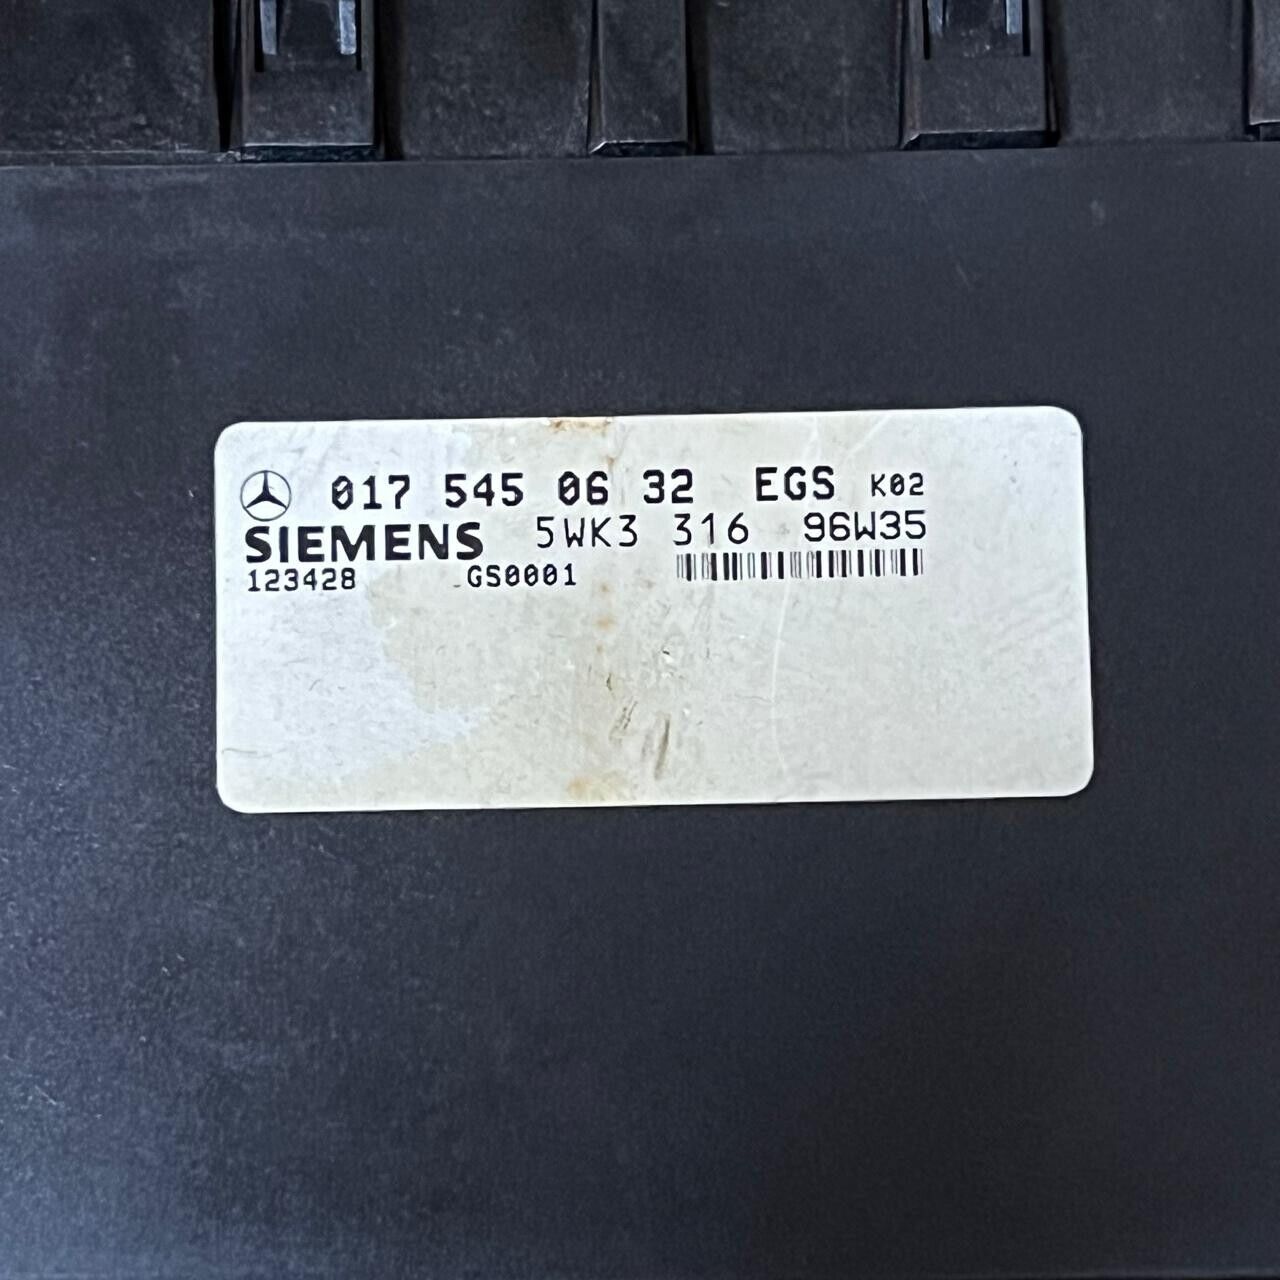 017 545 06 32 EGS K02
SIEMENS 5WK3 316 96W35
123428 GS0001